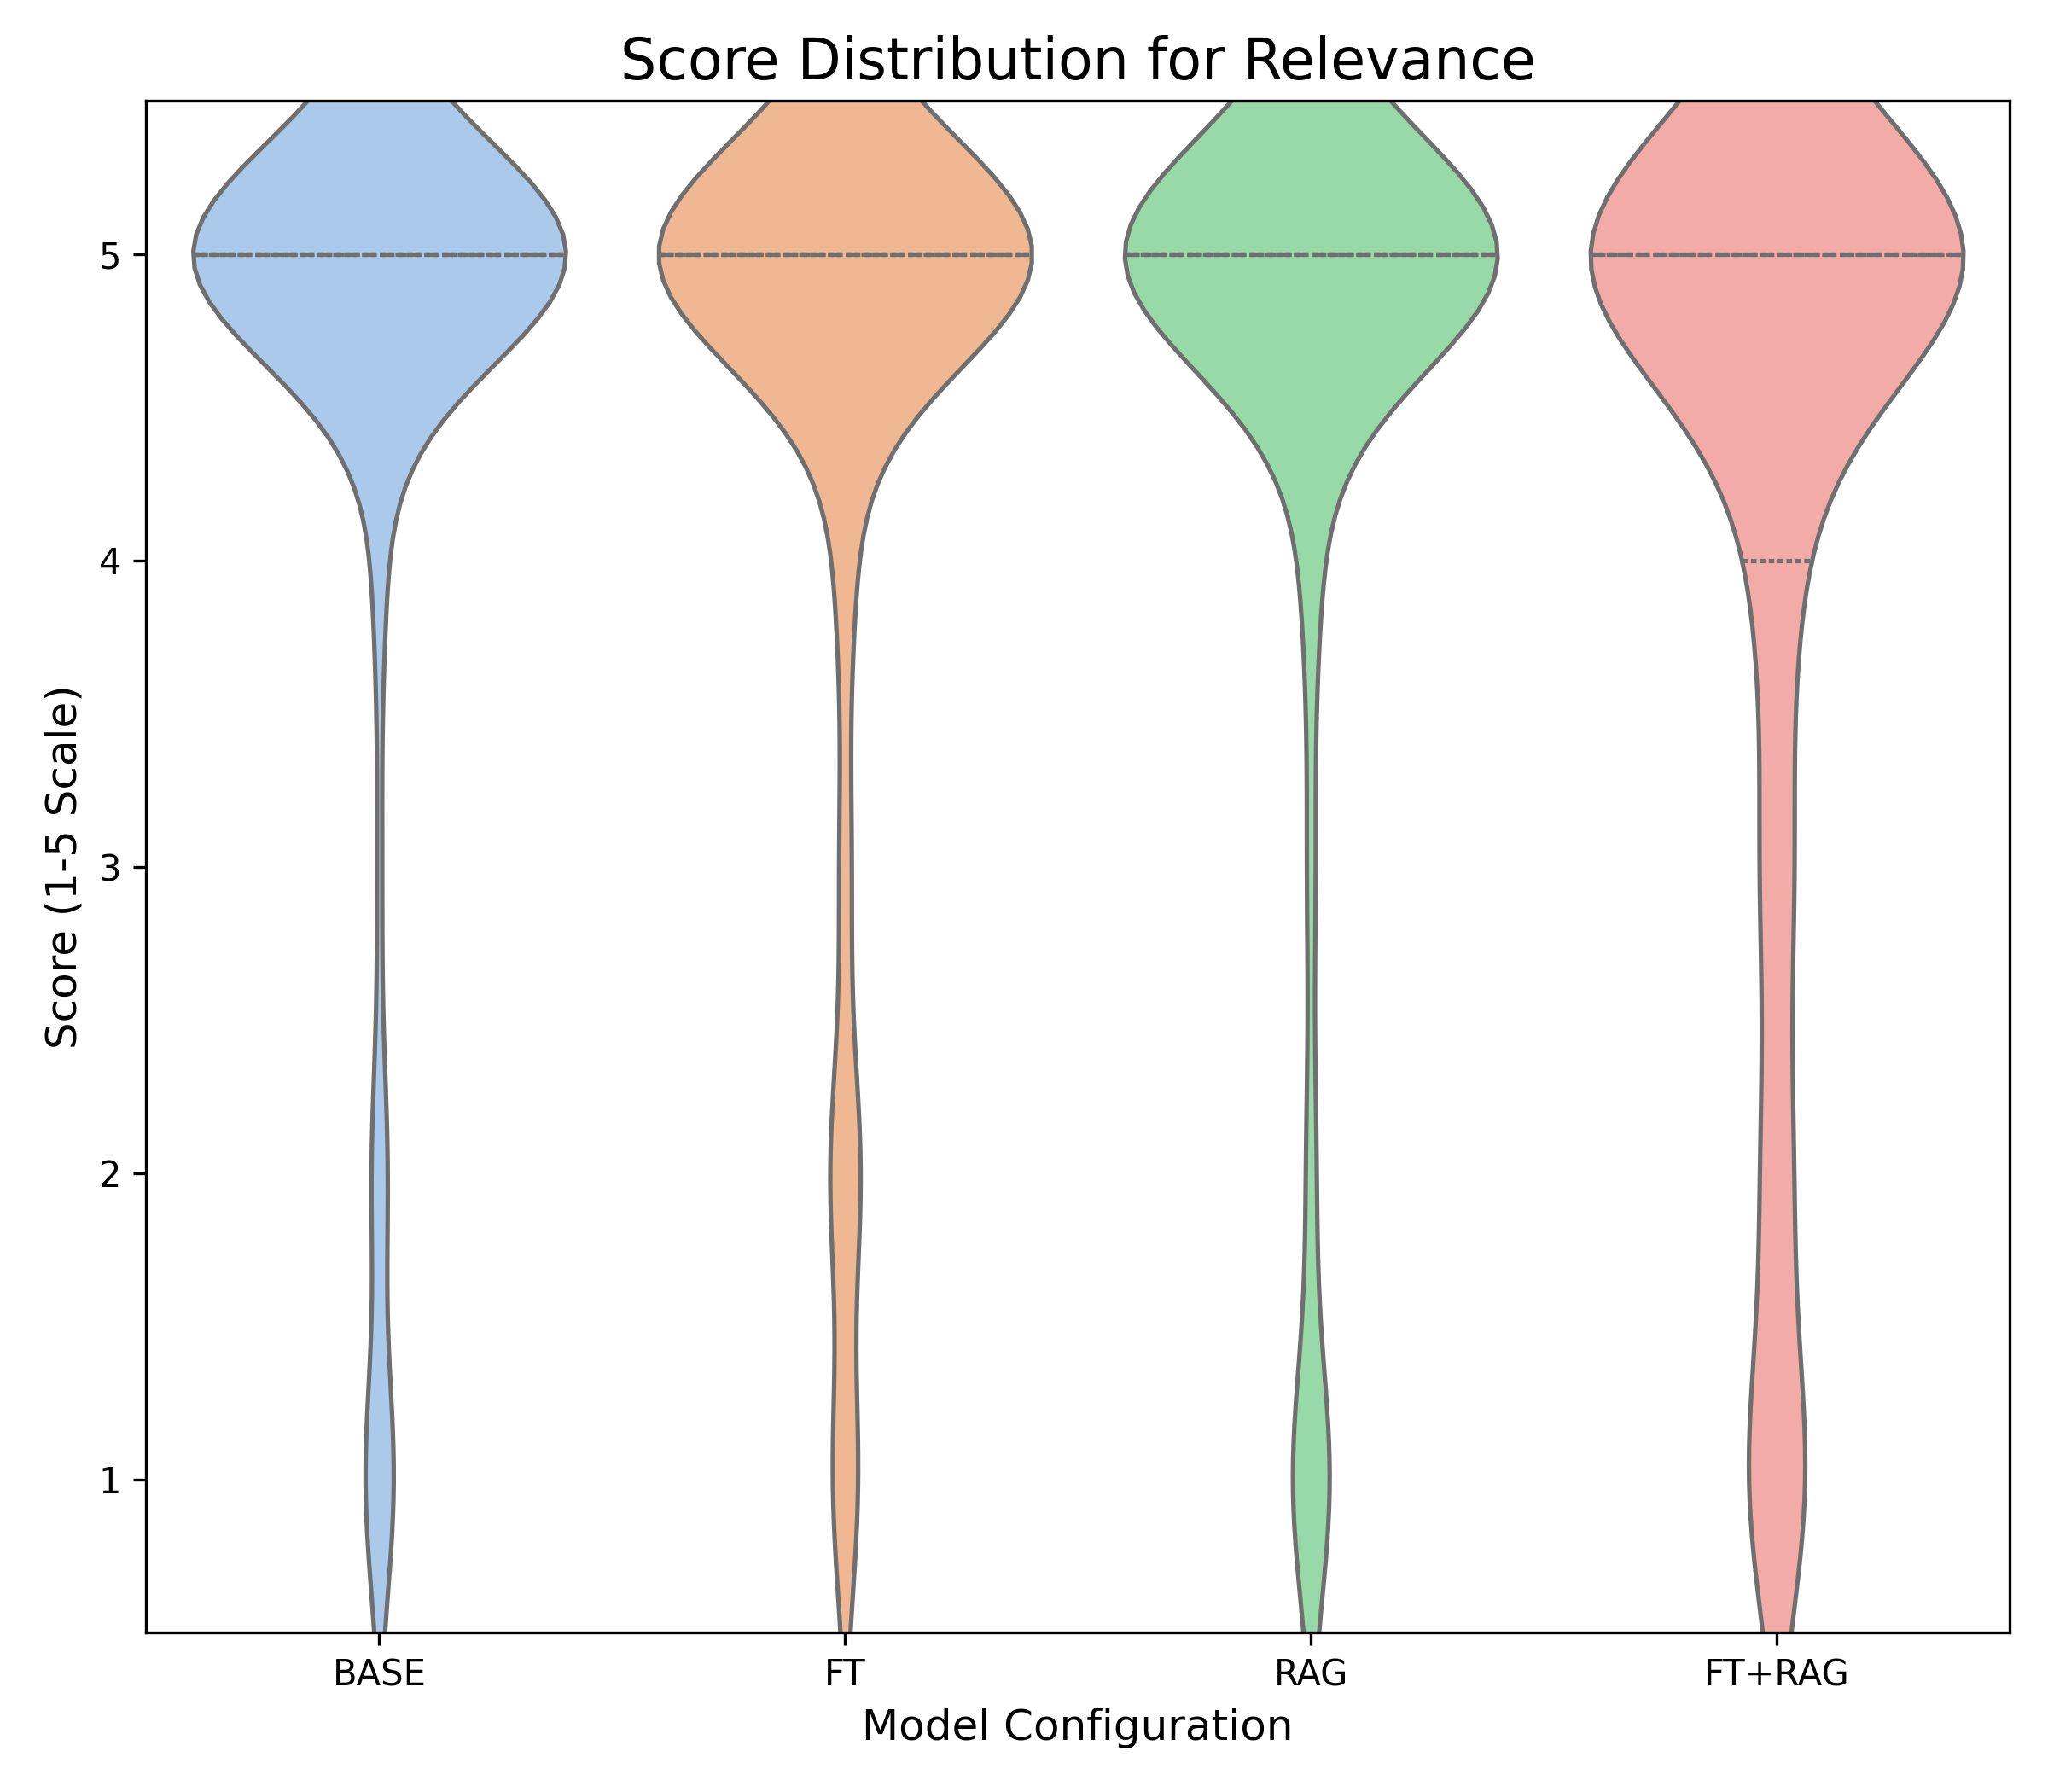 Score Distribution for Relevance
Score (1-5 Scale)
5
4
3
2
1
BASE FT RAG FT+RAG
Model Configuration